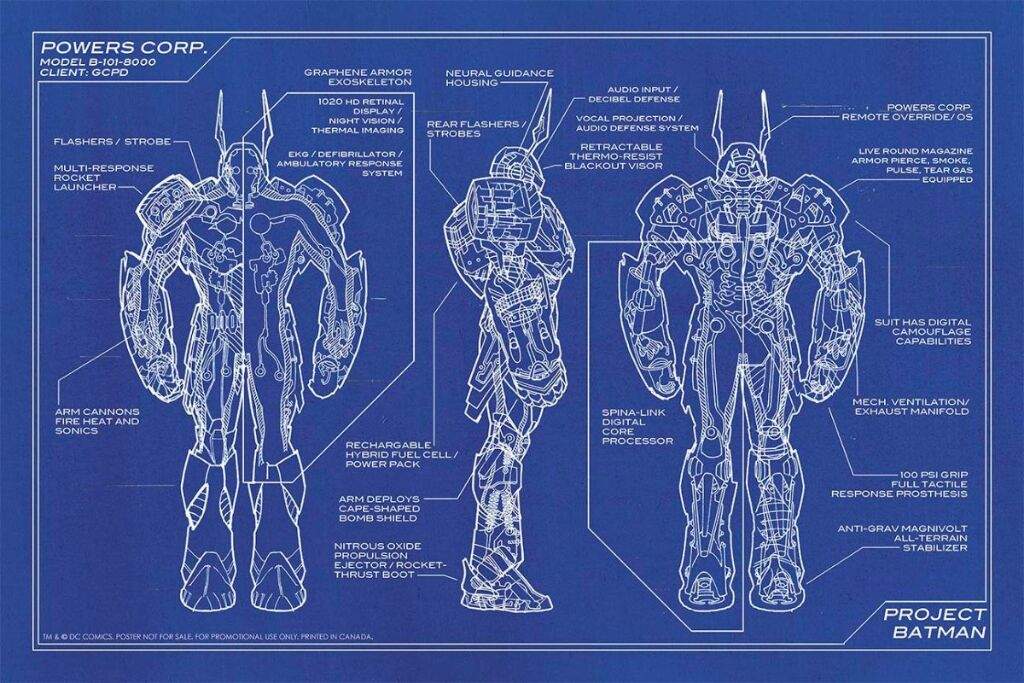 POWERS CORP.
MODEL B-101-8000
CLIENT: GCPD
GRAPHENE ARMOR
EXOSKELETON
1020 HD RETINAL
DISPLAY /
NIGHT VISION /
THERMAL IMAGING
EKG / DEFIBRILLATOR /
AMBULATORY RESPONSE
SYSTEM
FLASHERS / STROBE
MULTI-RESPONSE
ROCKET
LAUNCHER
ARM CANNONS
FIRE HEAT AND
SONICS
NEURAL GUIDANCE
HOUSING
REAR FLASHERS /
STROBES
AUDIO INPUT /
DECIBEL DEFENSE
VOCAL PROJECTION /
AUDIO DEFENSE SYSTEM
RETRACTABLE
THERMO-RESIST
BLACKOUT VISOR
RECHARGABLE
HYBRID FUEL CELL /
POWER PACK
ARM DEPLOYS
CAPE-SHAPED
BOMB SHIELD
NITROUS OXIDE
PROPULSION
EJECTOR / ROCKET-
THRUST BOOT
POWERS CORP.
REMOTE OVERRIDE/OS
LIVE ROUND MAGAZINE
ARMOR PIERCE, SMOKE,
PULSE, TEAR GAS
EQUIPPED
SUIT HAS DIGITAL
CAMOUFLAGE
CAPABILITIES
MECH. VENTILATION/
EXHAUST MANIFOLD
SPINA-LINK
DIGITAL
CORE
PROCESSOR
100 PSI GRIP
FULL TACTILE
RESPONSE PROSTHESIS
ANTI-GRAV MAGNIVOLT
ALL-TERRAIN
STABILIZER
PROJECT
BATMAN
TM & © DC COMICS. POSTER NOT FOR SALE. FOR PROMOTIONAL USE ONLY. PRINTED IN CANADA.